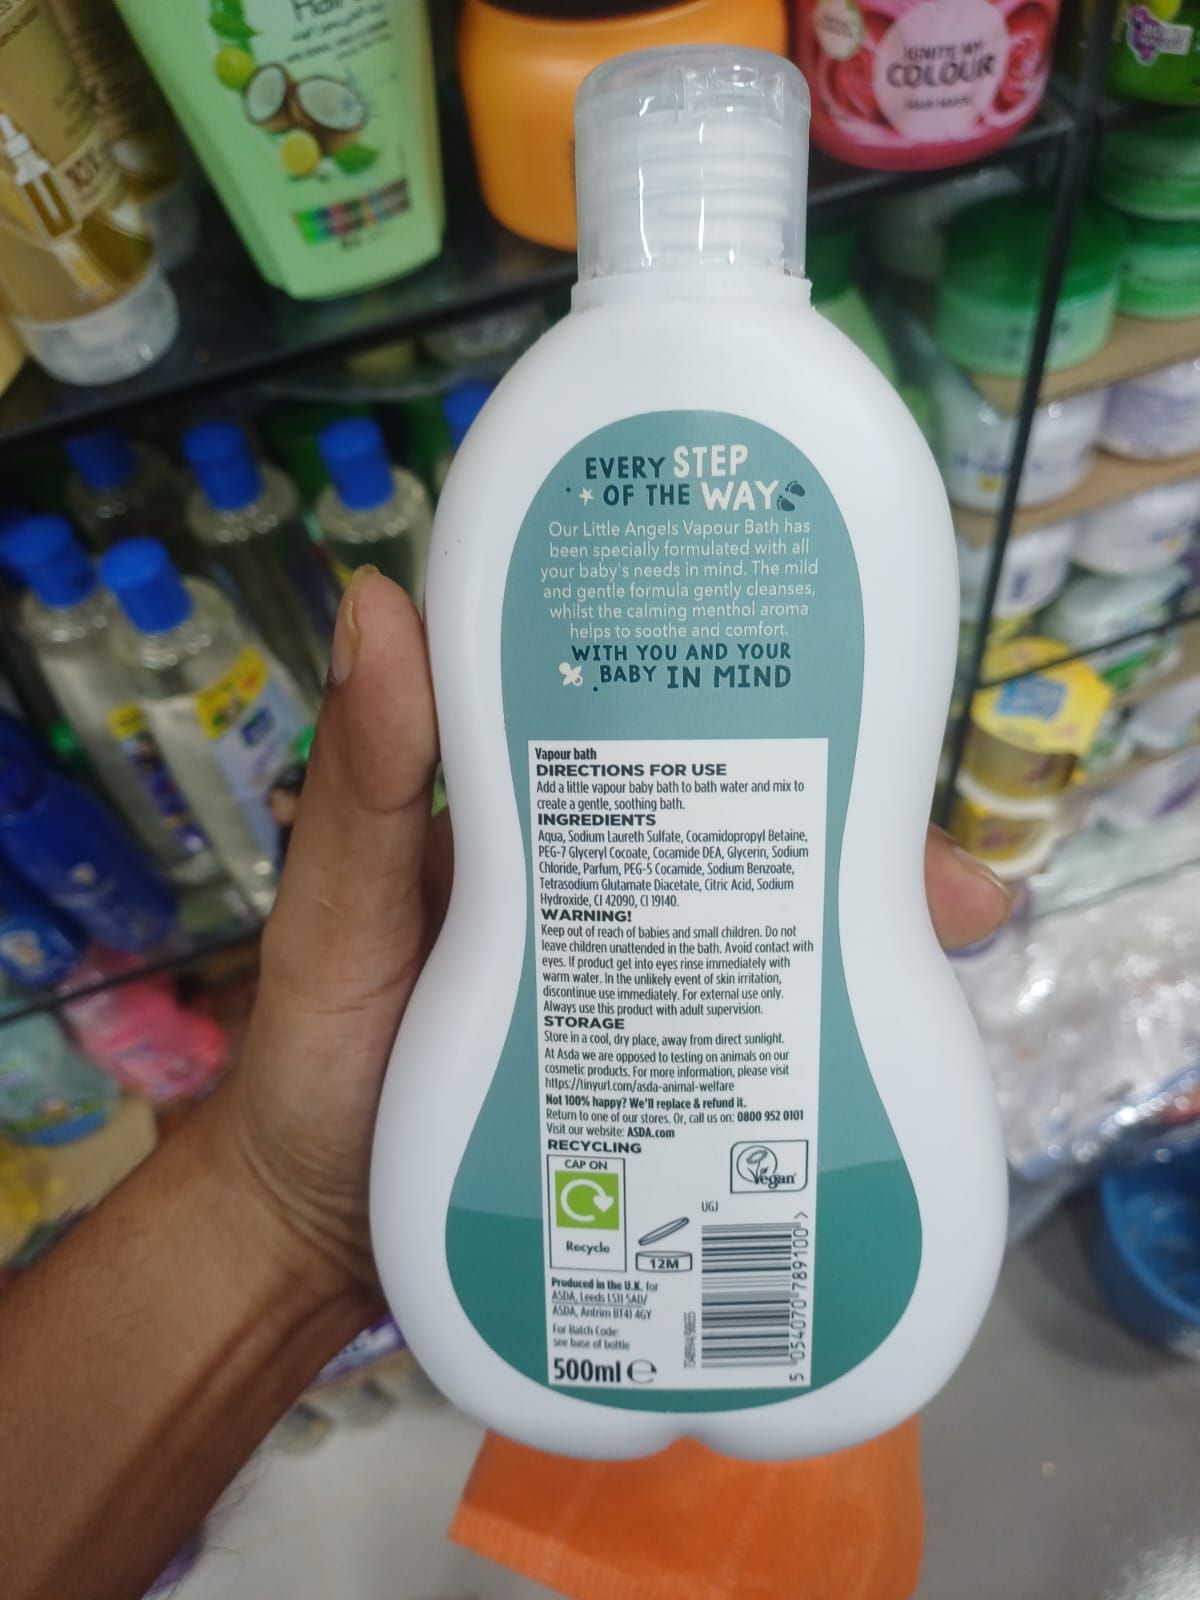 Hair
IGNITE MY
COLOUR
HAIR MASK
EVERY STEP
OF THE WAY
Our Little Angels Vapour Bath has
been specially formulated with all
your baby's needs in mind. The mild
and gentle formula gently cleanses,
whilst the calming menthol aroma
helps to soothe and comfort.
WITH YOU AND YOUR
BABY IN MIND
Vapour bath
DIRECTIONS FOR USE
Add a little vapour baby bath to bath water and mix to
create a gentle, soothing bath.
INGREDIENTS
Aqua, Sodium Laureth Sulfate, Cocamidopropyl Betaine,
PEG-7 Glyceryl Cocoate, Cocamide DEA, Glycerin, Sodium
Chloride, Parfum, PEG-5 Cocamide, Sodium Benzoate,
Tetrasodium Glutamate Diacetate, Citric Acid, Sodium
Hydroxide, CI 42090, CI 19140.
WARNING!
Keep out of reach of babies and small children. Do not
leave children unattended in the bath. Avoid contact with
eyes. If product get into eyes rinse immediately with
warm water. In the unlikely event of skin irritation,
discontinue use immediately. For external use only.
Always use this product with adult supervision.
STORAGE
Store in a cool, dry place, away from direct sunlight.
At Asda we are opposed to testing on animals on our
cosmetic products. For more information, please visit
https://tinyurl.com/asda-animal-welfare
Not 100% happy? We'll replace & refund it.
Return to one of our stores. Or, call us on: 0800 952 0101
Visit our website: ASDA.com
RECYCLING
CAP ON
Recycle
Vegan
UGJ
12M
Produced in the U.K. for
ASDA, Leeds LS11 5AD/
ASDA, Antrim BT41 4GY
For Batch Code:
see base of bottle
500ml e
5 054070 789100 >